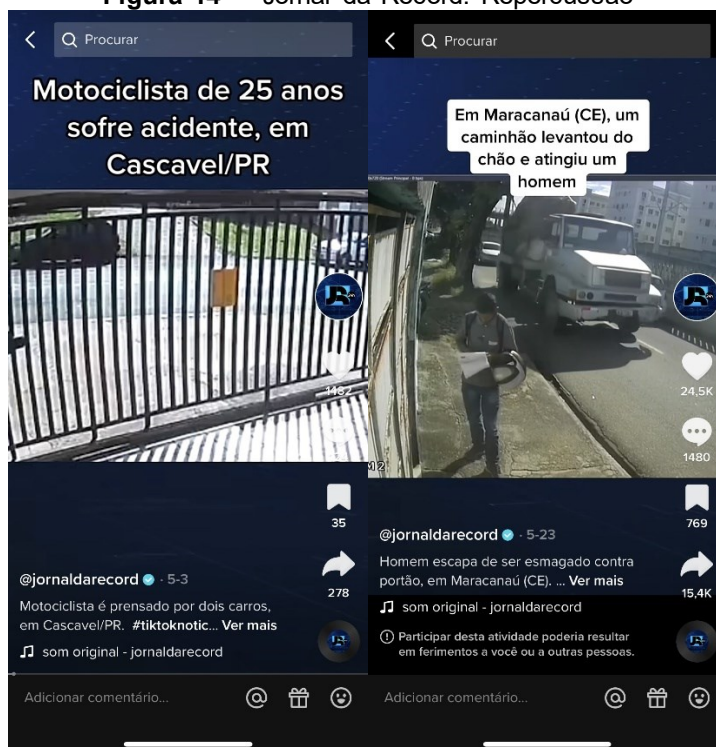 Figura 14 – Jornal da Record: Repercussão
Procurar
Motociclista de 25 anos
sofre acidente, em
Cascavel/PR
1482
35
278
@jornaldarecord · 5-3
Motociclista é prensado por dois carros,
em Cascavel/PR. #tiktoknotic... Ver mais
som original - jornaldarecord
Adicionar comentário...
Procurar
Em Maracanaú (CE), um
caminhão levantou do
chão e atingiu um
homem
24,5K
1480
769
15,4K
@jornaldarecord · 5-23
Homem escapa de ser esmagado contra
portão, em Maracanaú (CE). ... Ver mais
som original - jornaldarecord
Participar desta atividade poderia resultar
em ferimentos a você ou a outras pessoas.
Adicionar comentário...